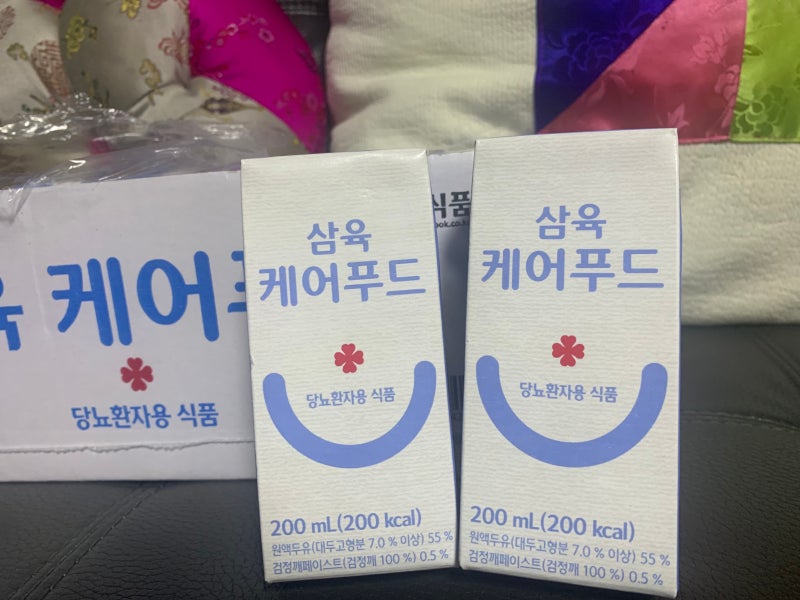 케어
당뇨환자용 식품
식품
삼육
케어푸드
당뇨환자용 식품
200 mL(200 kcal)
원액두유(대두고형분 7.0 % 이상) 55 %
검정깨페이스트(검정깨 100 %) 0.5 %
삼육
케어푸드
당뇨환자용 식품
200 mL(200 kcal)
원액두유(대두고형분 7.0 % 이상) 55 %
검정깨페이스트(검정깨 100 %) 0.5 %